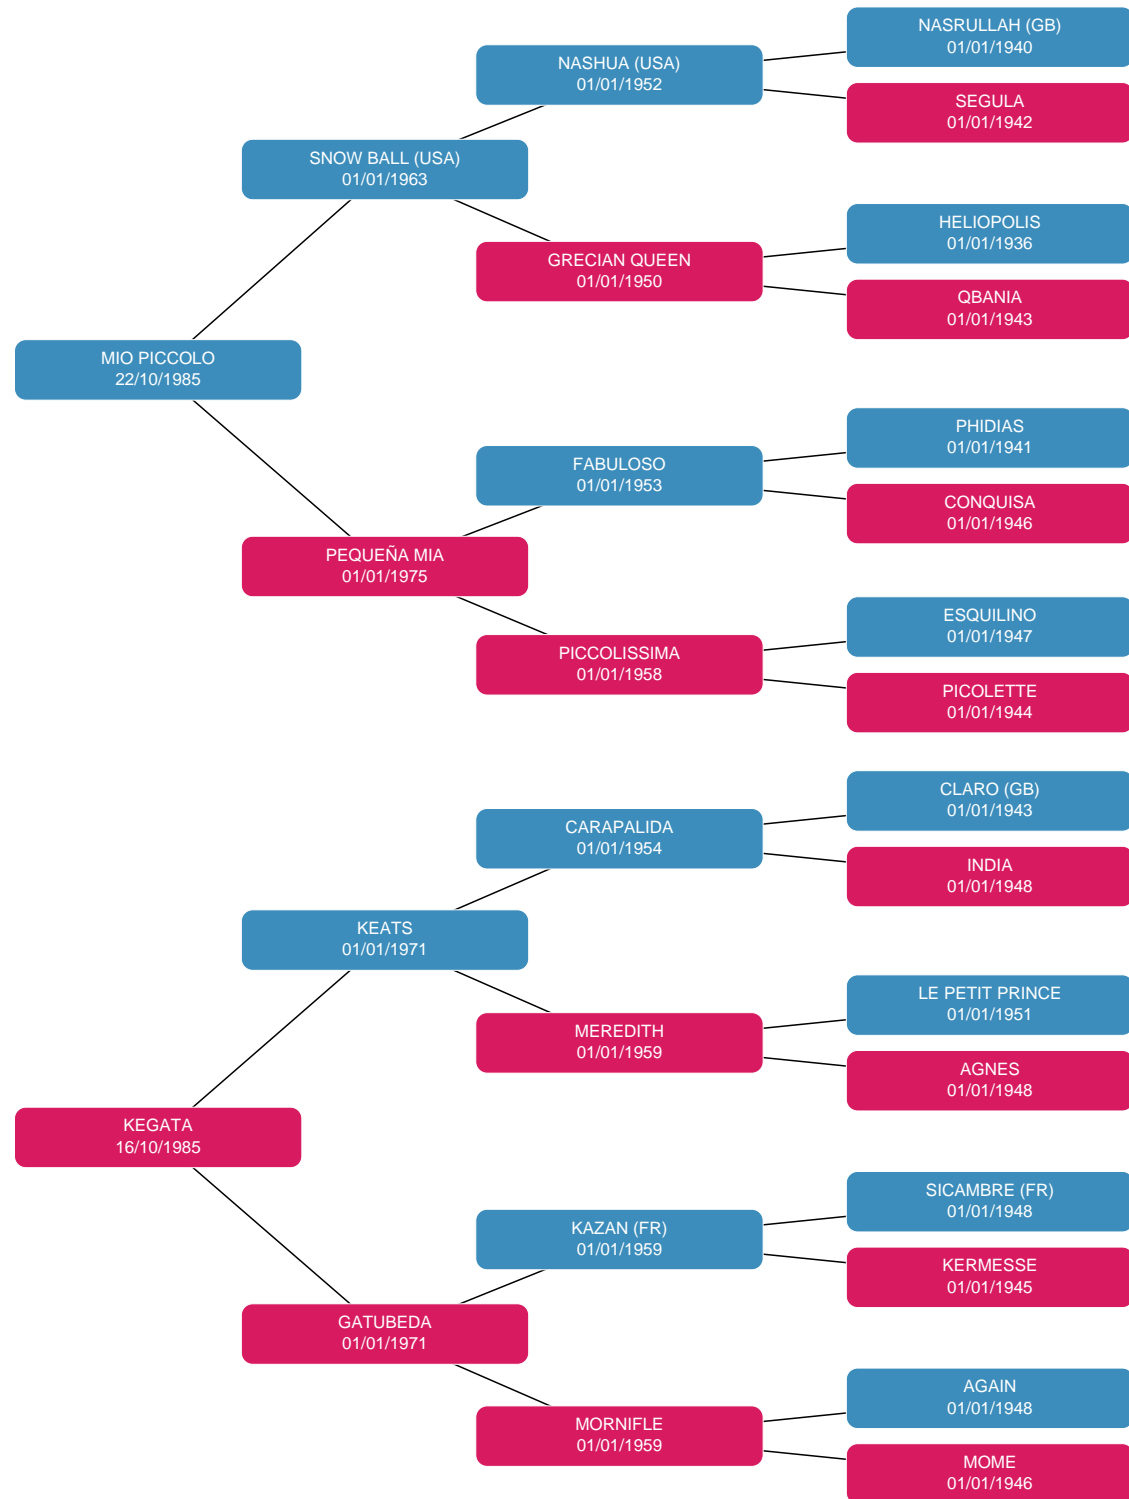 NASRULLAH (GB)
01/01/1940
NASHUA (USA)
01/01/1952
SEGULA
01/01/1942
SNOW BALL (USA)
01/01/1963
HELIOPOLIS
01/01/1936
GRECIAN QUEEN
01/01/1950
QBANIA
01/01/1943
MIO PICCOLO
22/10/1985
PHIDIAS
01/01/1941
FABULOSO
01/01/1953
CONQUISA
01/01/1946
PEQUEÑA MIA
01/01/1975
ESQUILINO
01/01/1947
PICCOLISSIMA
01/01/1958
PICOLETTE
01/01/1944
CLARO (GB)
01/01/1943
CARAPALIDA
01/01/1954
INDIA
01/01/1948
KEATS
01/01/1971
LE PETIT PRINCE
01/01/1951
MEREDITH
01/01/1959
AGNES
01/01/1948
KEGATA
16/10/1985
SICAMBRE (FR)
01/01/1948
KAZAN (FR)
01/01/1959
KERMESSE
01/01/1945
GATUBEDA
01/01/1971
AGAIN
01/01/1948
MORNIFLE
01/01/1959
MOME
01/01/1946